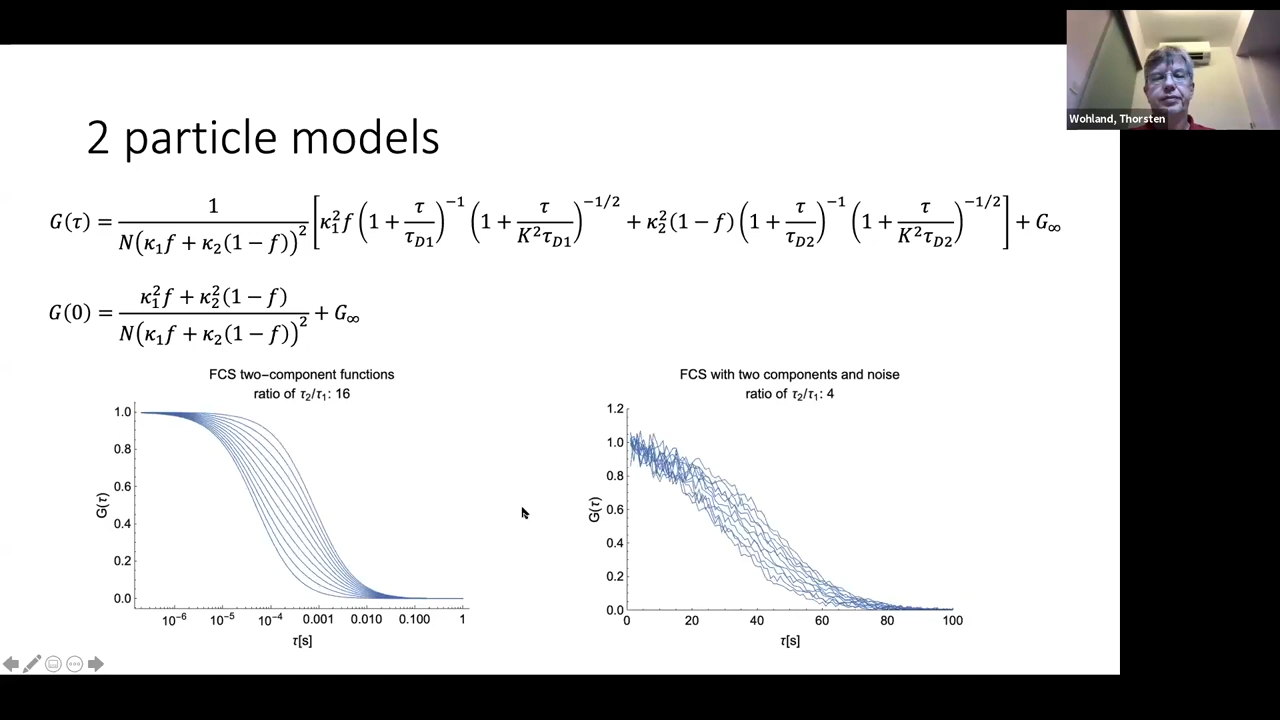 Wohland, Thorsten
2 particle models
G(τ) = 1 / N(κ₁f + κ₂(1 − f))² [κ₁²f (1 + τ/τ_D1)⁻¹ (1 + τ/K²τ_D1)^−1/2 + κ₂²(1 − f) (1 + τ/τ_D2)⁻¹ (1 + τ/K²τ_D2)^−1/2] + G∞
G(0) = κ₁²f + κ₂²(1 − f) / N(κ₁f + κ₂(1 − f))² + G∞
FCS two−component functions
ratio of τ₂/τ₁: 16
1.0
0.8
0.6
0.4
0.2
0.0
G(τ)
10⁻⁶ 10⁻⁵ 10⁻⁴ 0.001 0.010 0.100 1
τ[s]
FCS with two components and noise
ratio of τ₂/τ₁: 4
1.2
1.0
0.8
0.6
0.4
0.2
0.0
G(τ)
0 20 40 60 80 100
τ[s]